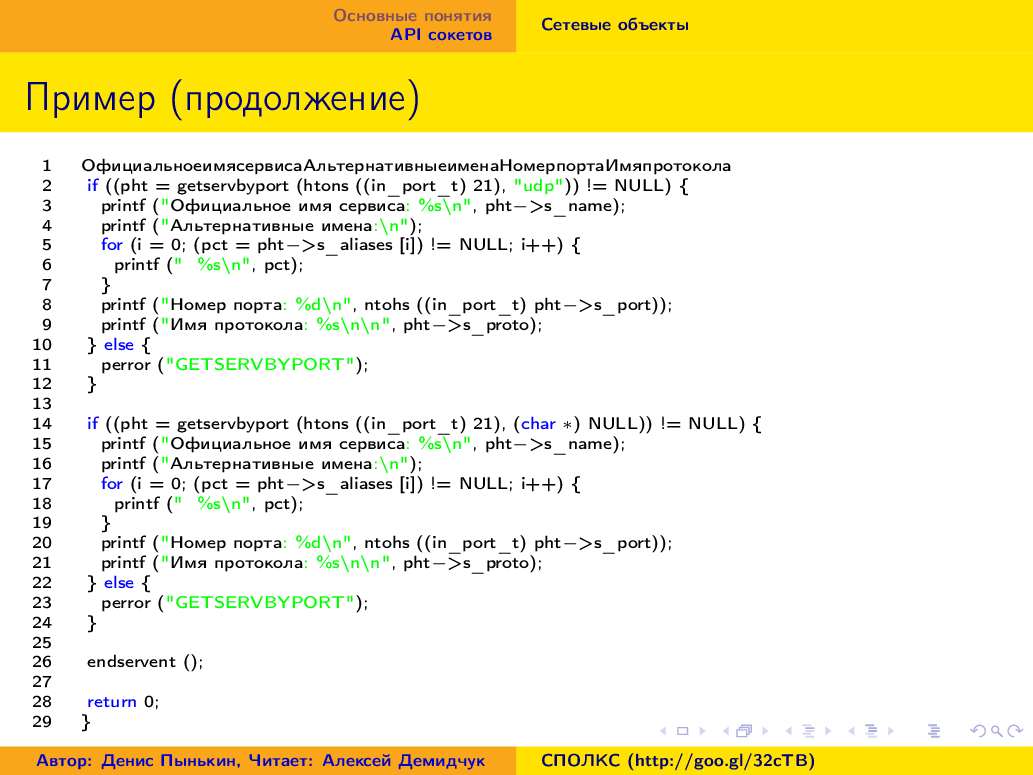 Основные понятия
API сокетов
Сетевые объекты
Пример (продолжение)
1 ОфициальноеимясервисаАльтернативныеименаНомерпортаИмяпротокола
2 if ((pht = getservbyport (htons ((in_port_t) 21), "udp")) != NULL) {
3 printf ("Официальное имя сервиса: %s\n", pht−>s_name);
4 printf ("Альтернативные имена:\n");
5 for (i = 0; (pct = pht−>s_aliases [i]) != NULL; i++) {
6 printf ("  %s\n", pct);
7 }
8 printf ("Номер порта: %d\n", ntohs ((in_port_t) pht−>s_port));
9 printf ("Имя протокола: %s\n\n", pht−>s_proto);
10 } else {
11 perror ("GETSERVBYPORT");
12 }
13
14 if ((pht = getservbyport (htons ((in_port_t) 21), (char ∗) NULL)) != NULL) {
15 printf ("Официальное имя сервиса: %s\n", pht−>s_name);
16 printf ("Альтернативные имена:\n");
17 for (i = 0; (pct = pht−>s_aliases [i]) != NULL; i++) {
18 printf ("  %s\n", pct);
19 }
20 printf ("Номер порта: %d\n", ntohs ((in_port_t) pht−>s_port));
21 printf ("Имя протокола: %s\n\n", pht−>s_proto);
22 } else {
23 perror ("GETSERVBYPORT");
24 }
25
26 endservent ();
27
28 return 0;
29 }
Автор: Денис Пынькин, Читает: Алексей Демидчук
СПОЛКС (http://goo.gl/32cTB)